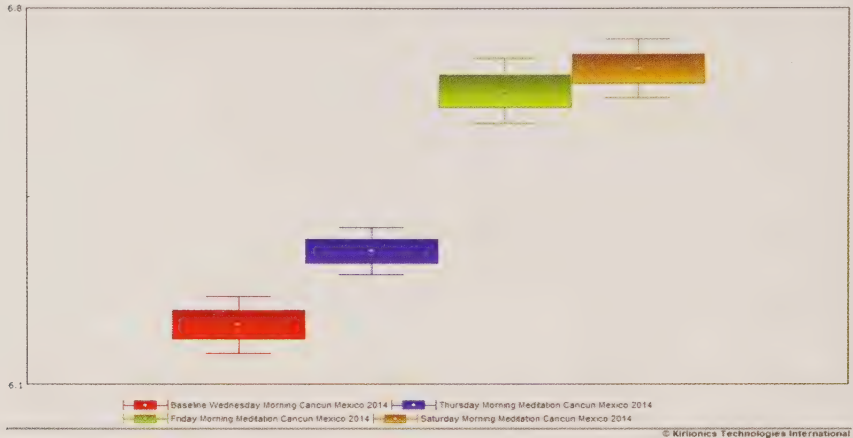 6.8
6.1
Baseline Wednesday Morning Cancun Mexico 2014 Thursday Morning Meditation Cancun Mexico 2014
Friday Morning Meditation Cancun Mexico 2014 Saturday Morning Meditation Cancun Mexico 2014
© Kirlionics Technologies International